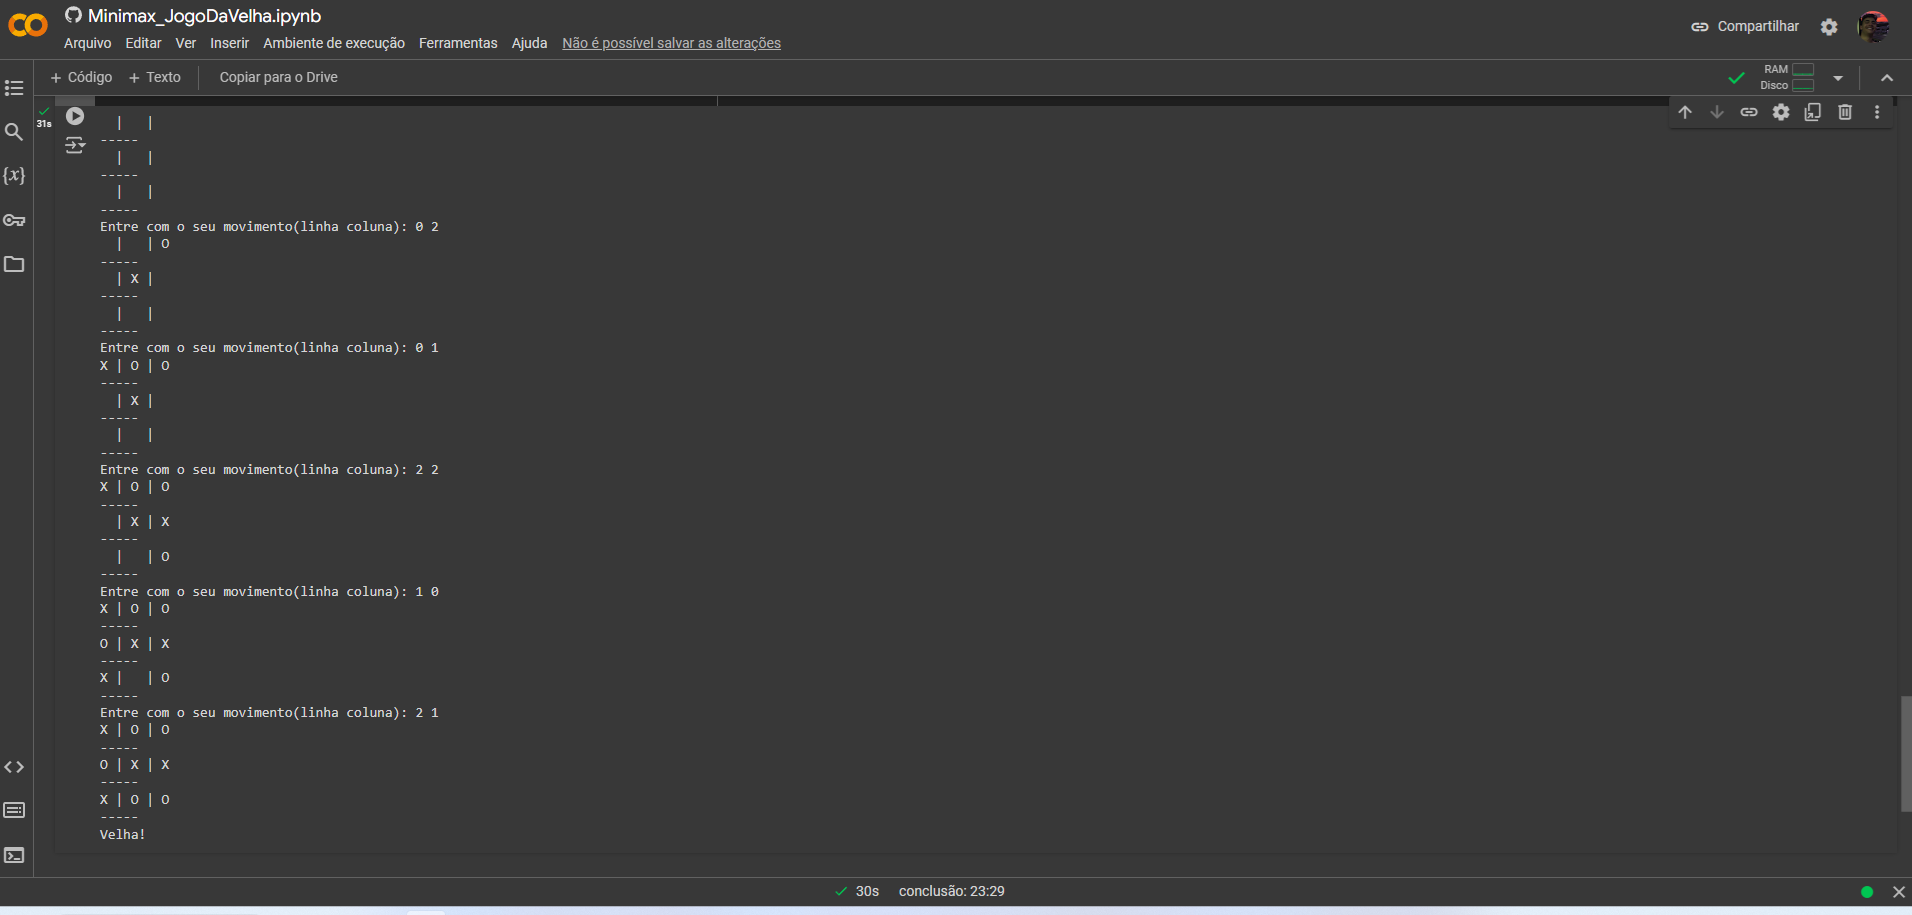 Minimax_JogoDaVelha.ipynb
Arquivo Editar Ver Inserir Ambiente de execução Ferramentas Ajuda Não é possível salvar as alterações
Compartilhar
+ Código + Texto Copiar para o Drive
RAM
Disco
31s
{x}
  |   |
-----
  |   |
-----
  |   |
-----
Entre com o seu movimento(linha coluna): 0 2
  |   | O
-----
  | X |
-----
  |   |
-----
Entre com o seu movimento(linha coluna): 0 1
X | O | O
-----
  | X |
-----
  |   |
-----
Entre com o seu movimento(linha coluna): 2 2
X | O | O
-----
  | X | X
-----
  |   | O
-----
Entre com o seu movimento(linha coluna): 1 0
X | O | O
-----
O | X | X
-----
X |   | O
-----
Entre com o seu movimento(linha coluna): 2 1
X | O | O
-----
O | X | X
-----
X | O | O
-----
Velha!
30s conclusão: 23:29